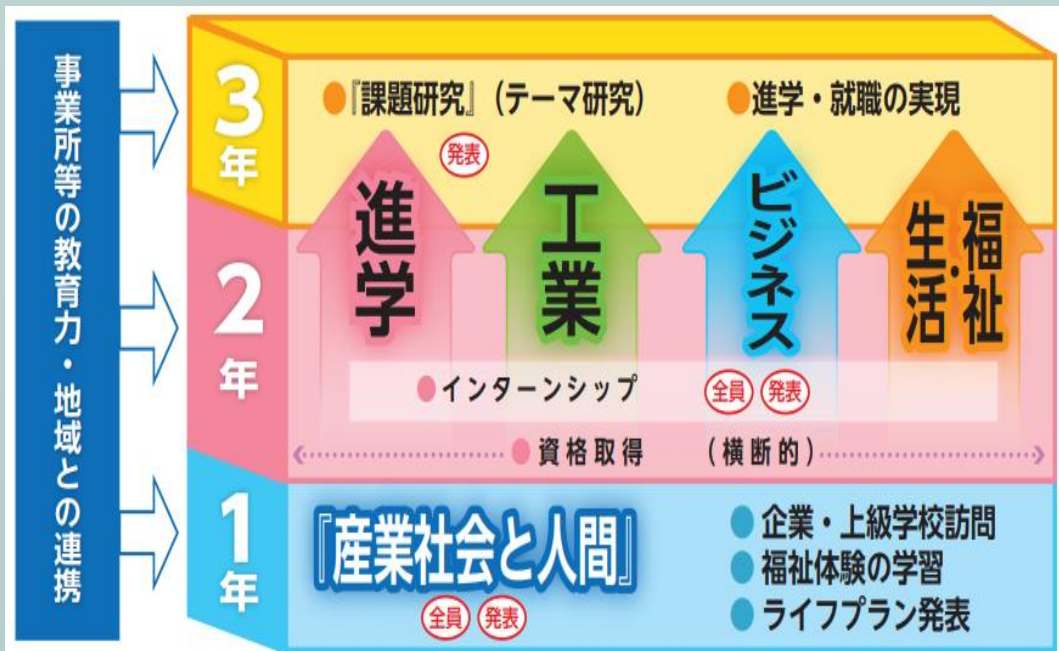 事業所等の教育力・地域との連携
3年
●『課題研究』(テーマ研究)
発表
●進学・就職の実現
進学
工業
ビジネス
福祉・生活
2年
●インターンシップ
全員 発表
●資格取得 (横断的)
1年
『産業社会と人間』
全員 発表
●企業・上級学校訪問
●福祉体験の学習
●ライフプラン発表